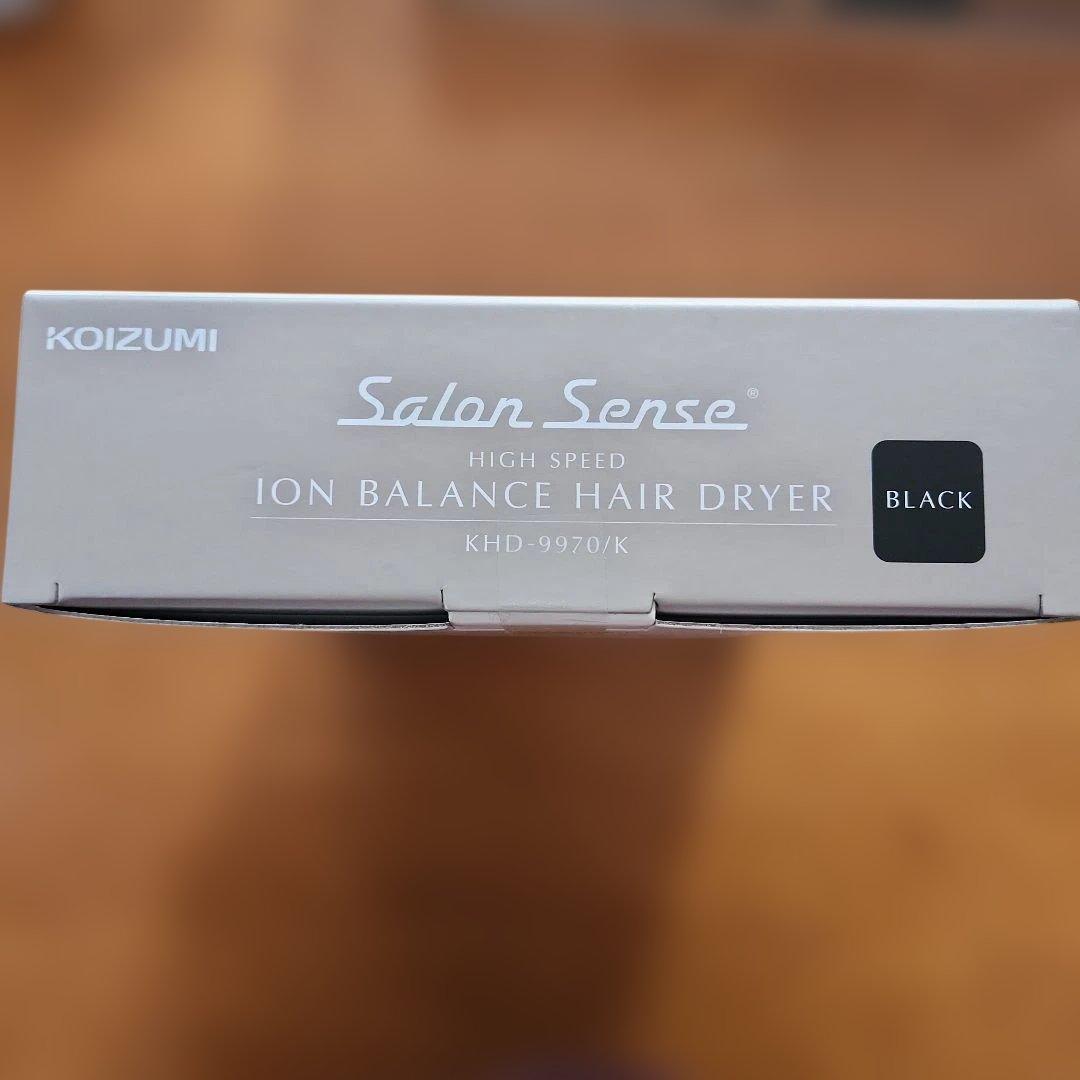 KOIZUMI
Salon Sense®
HIGH SPEED
ION BALANCE HAIR DRYER
KHD-9970/K
BLACK